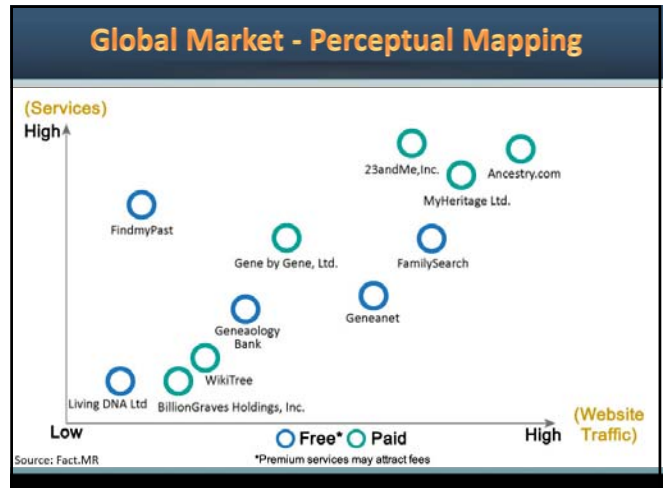 Global Market - Perceptual Mapping
(Services)
High
23andMe,Inc.
Ancestry.com
MyHeritage Ltd.
FindmyPast
Gene by Gene, Ltd.
FamilySearch
Geneanet
Geneaology
Bank
WikiTree
Living DNA Ltd
BillionGraves Holdings, Inc.
Low
Free*
Paid
High
(Website
Traffic)
Source: Fact.MR
*Premium services may attract fees